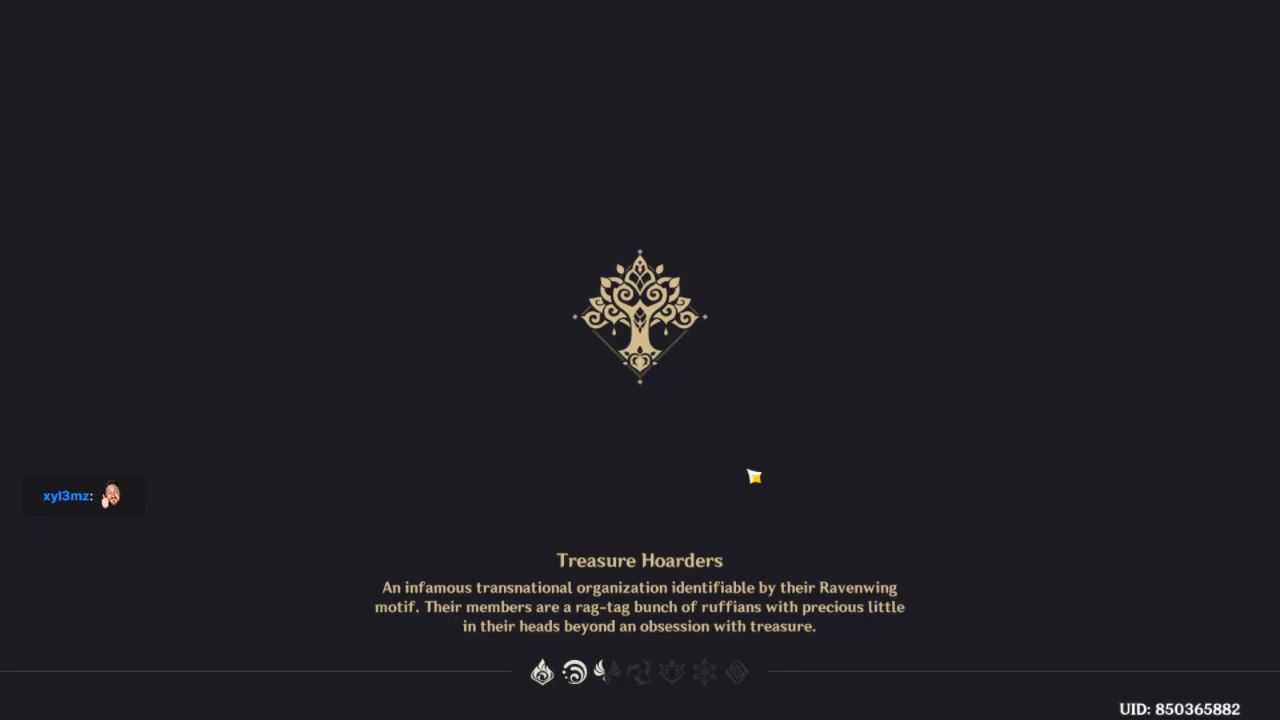 xyl3mz:
Treasure Hoarders
An infamous transnational organization identifiable by their Ravenwing
motif. Their members are a rag-tag bunch of ruffians with precious little
in their heads beyond an obsession with treasure.
UID: 850365882